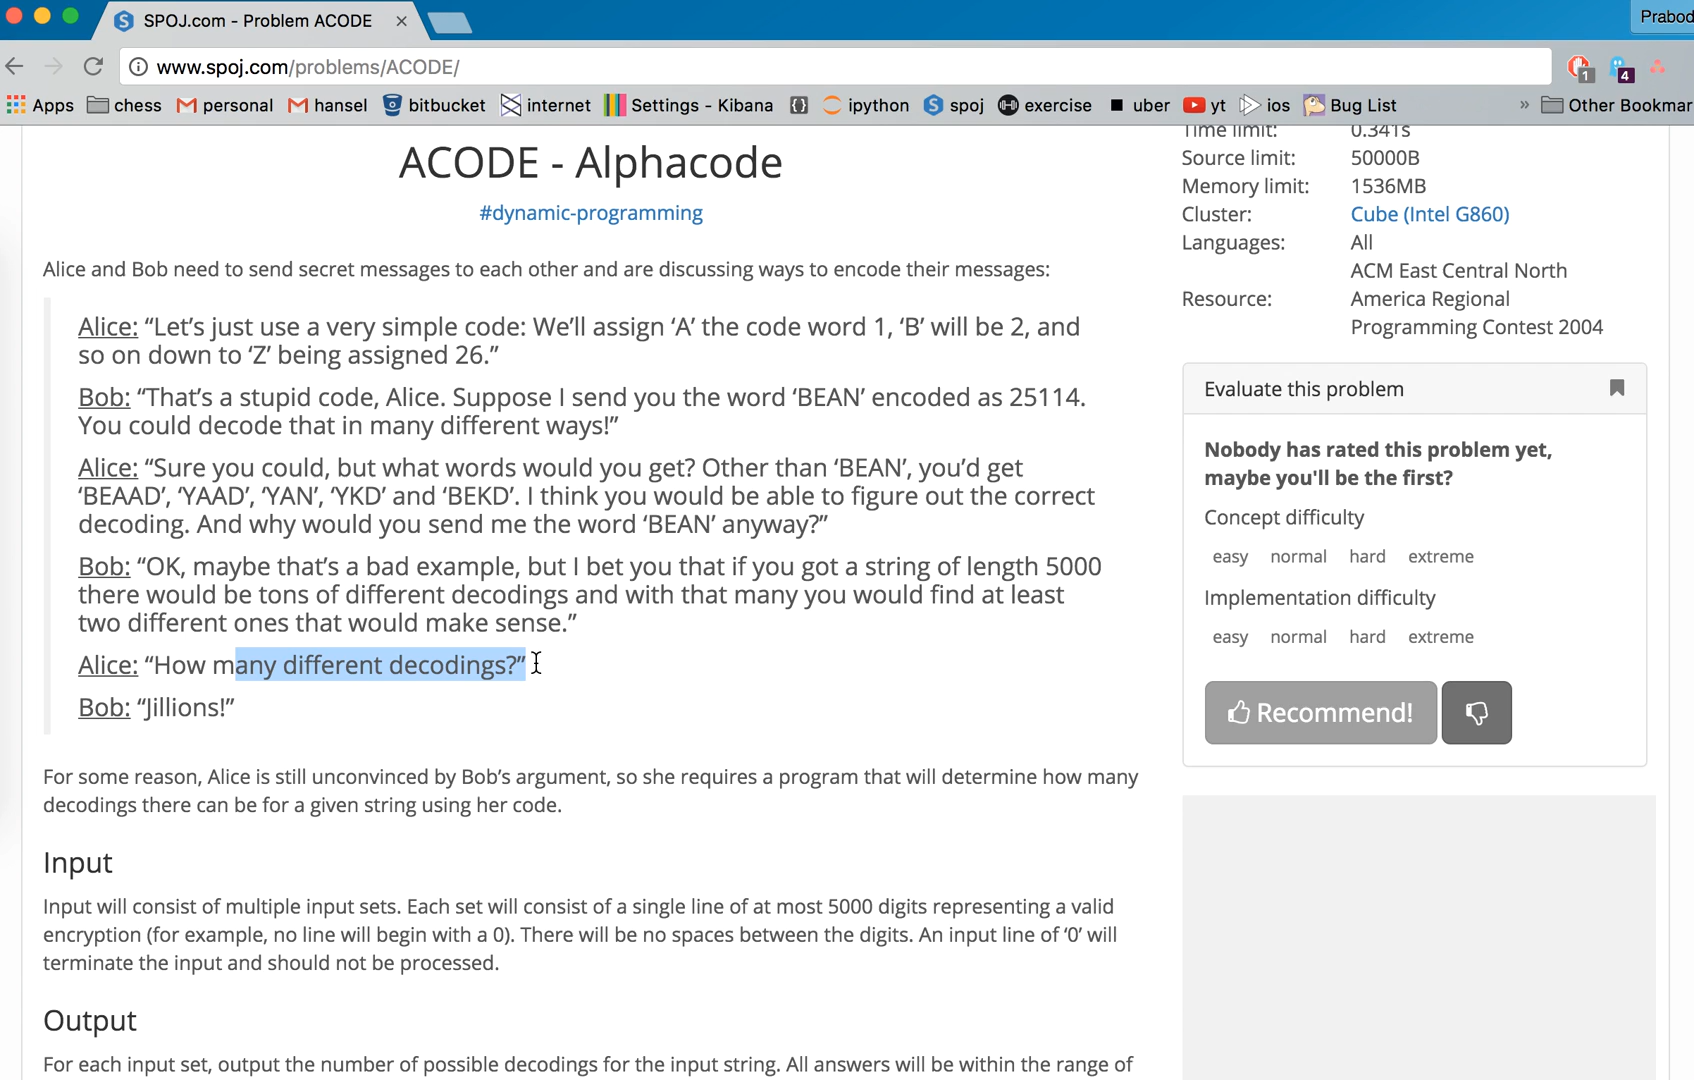 SPOJ.com - Problem ACODE
Prabod
www.spoj.com/problems/ACODE/
1
4
Apps chess personal hansel bitbucket internet Settings - Kibana {} ipython spoj exercise uber yt ios Bug List » Other Bookmar
Time limit: 0.341s
ACODE - Alphacode
Source limit: 50000B
Memory limit: 1536MB
#dynamic-programming
Cluster: Cube (Intel G860)
Languages: All
Resource: ACM East Central North
America Regional
Programming Contest 2004
Alice and Bob need to send secret messages to each other and are discussing ways to encode their messages:
Alice: “Let’s just use a very simple code: We’ll assign ‘A’ the code word 1, ‘B’ will be 2, and
so on down to ‘Z’ being assigned 26.”
Bob: “That’s a stupid code, Alice. Suppose I send you the word ‘BEAN’ encoded as 25114.
You could decode that in many different ways!”
Alice: “Sure you could, but what words would you get? Other than ‘BEAN’, you’d get
‘BEAAD’, ‘YAAD’, ‘YAN’, ‘YKD’ and ‘BEKD’. I think you would be able to figure out the correct
decoding. And why would you send me the word ‘BEAN’ anyway?”
Bob: “OK, maybe that’s a bad example, but I bet you that if you got a string of length 5000
there would be tons of different decodings and with that many you would find at least
two different ones that would make sense.”
Alice: “How many different decodings?”
Bob: “Jillions!”
For some reason, Alice is still unconvinced by Bob’s argument, so she requires a program that will determine how many
decodings there can be for a given string using her code.
Input
Input will consist of multiple input sets. Each set will consist of a single line of at most 5000 digits representing a valid
encryption (for example, no line will begin with a 0). There will be no spaces between the digits. An input line of ‘0’ will
terminate the input and should not be processed.
Output
For each input set, output the number of possible decodings for the input string. All answers will be within the range of
Evaluate this problem
Nobody has rated this problem yet,
maybe you'll be the first?
Concept difficulty
easy normal hard extreme
Implementation difficulty
easy normal hard extreme
Recommend!